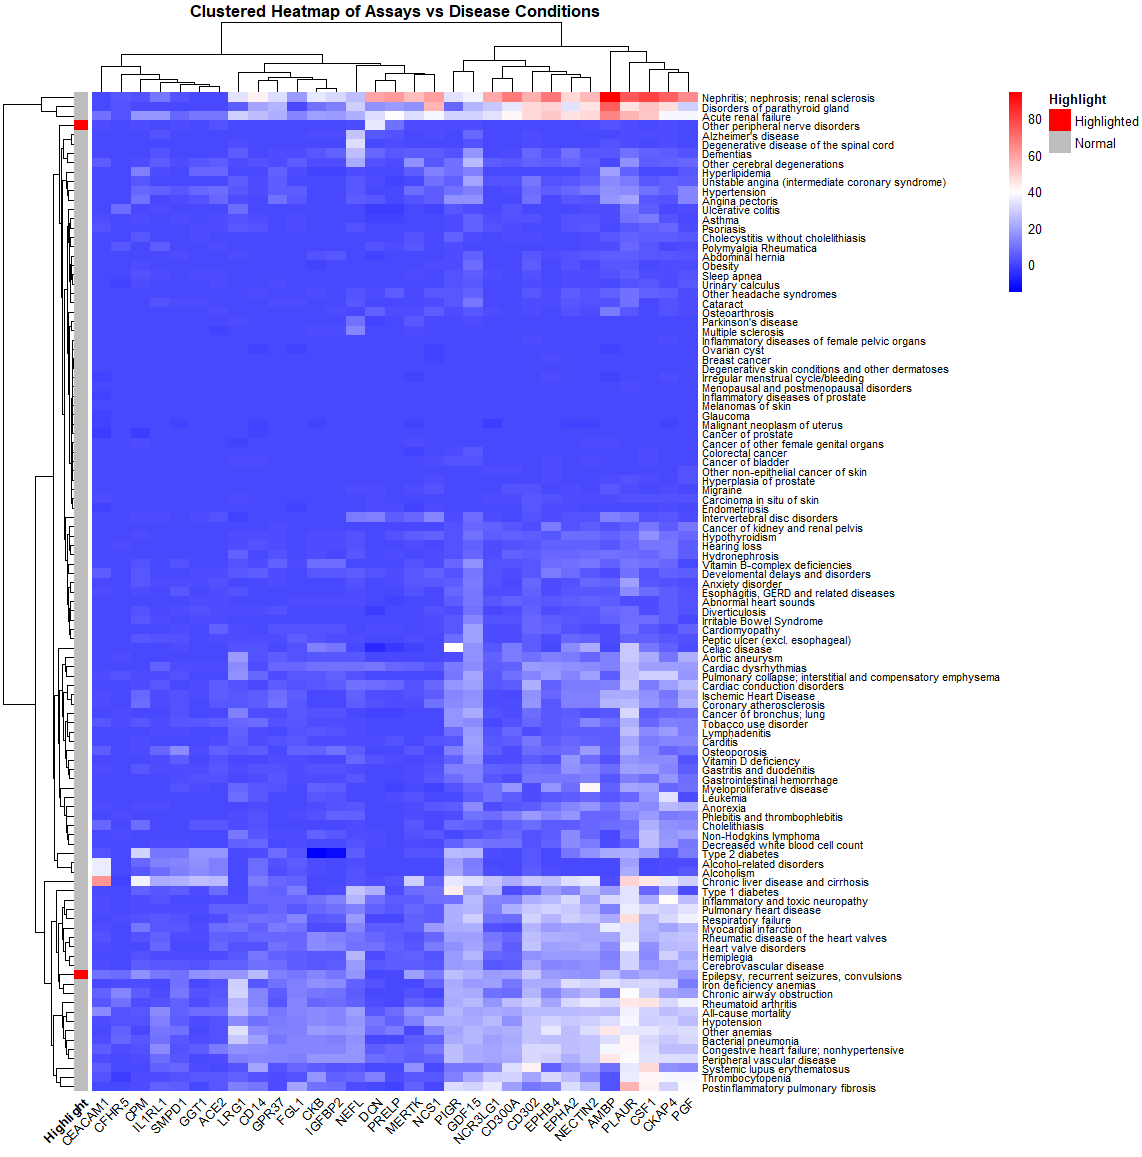 Clustered Heatmap of Assays vs Disease Conditions
Nephritis; nephrosis; renal sclerosis
Disorders of parathyroid gland
Acute renal failure
Other peripheral nerve disorders
Alzheimer's disease
Degenerative disease of the spinal cord
Dementias
Other cerebral degenerations
Hyperlipidemia
Unstable angina (intermediate coronary syndrome)
Hypertension
Angina pectoris
Ulcerative colitis
Asthma
Psoriasis
Cholecystitis without cholelithiasis
Polymyalgia Rheumatica
Abdominal hernia
Obesity
Sleep apnea
Urinary calculus
Other headache syndromes
Cataract
Osteoarthrosis
Parkinson's disease
Multiple sclerosis
Inflammatory diseases of female pelvic organs
Ovarian cyst
Breast cancer
Degenerative skin conditions and other dermatoses
Irregular menstrual cycle/bleeding
Menopausal and postmenopausal disorders
Inflammatory diseases of prostate
Melanomas of skin
Glaucoma
Malignant neoplasm of uterus
Cancer of prostate
Cancer of other female genital organs
Colorectal cancer
Cancer of bladder
Other non-epithelial cancer of skin
Hyperplasia of prostate
Migraine
Carcinoma in situ of skin
Endometriosis
Intervertebral disc disorders
Cancer of kidney and renal pelvis
Hypothyroidism
Hearing loss
Hydronephrosis
Vitamin B-complex deficiencies
Develomental delays and disorders
Anxiety disorder
Esophagitis, GERD and related diseases
Abnormal heart sounds
Diverticulosis
Irritable Bowel Syndrome
Cardiomyopathy
Peptic ulcer (excl. esophageal)
Celiac disease
Aortic aneurysm
Cardiac dysrhythmias
Pulmonary collapse; interstitial and compensatory emphysema
Cardiac conduction disorders
Ischemic Heart Disease
Coronary atherosclerosis
Cancer of bronchus; lung
Tobacco use disorder
Lymphadenitis
Carditis
Osteoporosis
Vitamin D deficiency
Gastritis and duodenitis
Gastrointestinal hemorrhage
Myeloproliferative disease
Leukemia
Anorexia
Phlebitis and thrombophlebitis
Cholelithiasis
Non-Hodgkins lymphoma
Decreased white blood cell count
Type 2 diabetes
Alcohol-related disorders
Alcoholism
Chronic liver disease and cirrhosis
Type 1 diabetes
Inflammatory and toxic neuropathy
Pulmonary heart disease
Respiratory failure
Myocardial infarction
Rheumatic disease of the heart valves
Heart valve disorders
Hemiplegia
Cerebrovascular disease
Epilepsy, recurrent seizures, convulsions
Iron deficiency anemias
Chronic airway obstruction
Rheumatoid arthritis
All-cause mortality
Hypotension
Other anemias
Bacterial pneumonia
Congestive heart failure; nonhypertensive
Peripheral vascular disease
Systemic lupus erythematosus
Thrombocytopenia
Postinflammatory pulmonary fibrosis
Highlight
CEACAM1
CFHR5
CPM
IL1RL1
SMPD1
GGT1
ACE2
LRG1
CD14
GPR37
FGL1
CKB
IGFBP2
NEFL
DCN
PRELP
MERTK
NCS1
PIGR
GDF15
NCR3LG1
CD300A
CD302
EPHB4
EPHA2
NECTIN2
AMBP
PLAUR
CSF1
CKAP4
PGF
80
60
40
20
0
Highlight
Highlighted
Normal